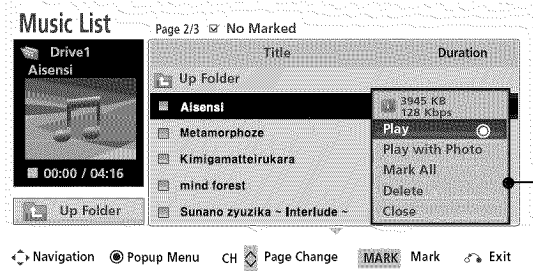 Music List
Page 2/3 No Marked
Drive1
Aisensi
00:00 / 04:16
Up Folder
Title Duration
Up Folder
Aisensi
Metamorphoze
Kimigamatteirukara
mind forest
Sunano zyuzika ~ Interlude ~
3945 KB
128 Kbps
Play
Play with Photo
Mark All
Delete
Close
Navigation Popup Menu CH Page Change MARK Mark Exit